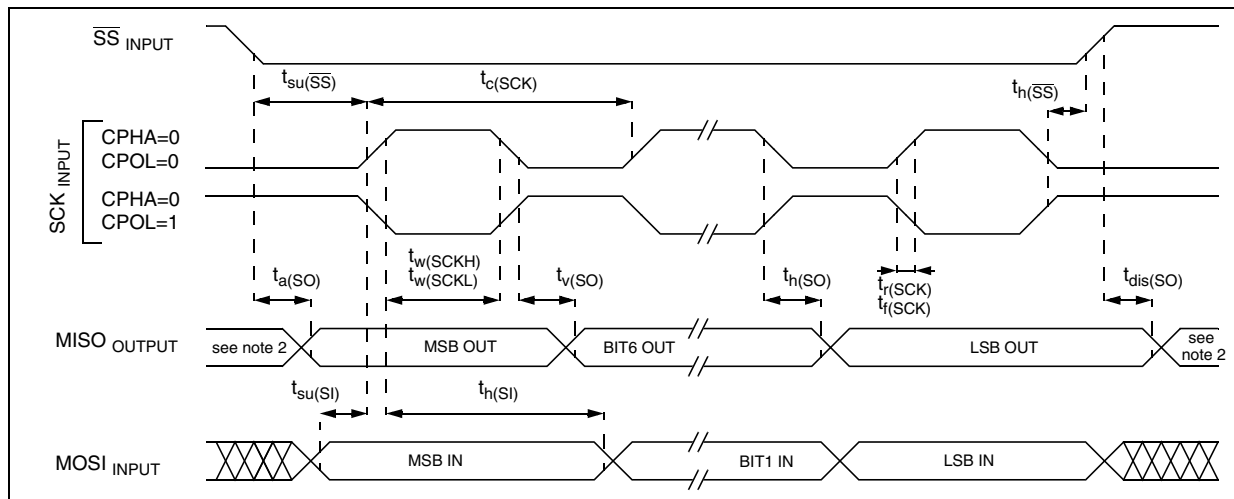 SS INPUT
tsu(SS)
tc(SCK)
th(SS)
SCK INPUT
CPHA=0
CPOL=0
CPHA=0
CPOL=1
ta(SO)
tw(SCKH)
tw(SCKL)
tv(SO)
th(SO)
tr(SCK)
tf(SCK)
tdis(SO)
MISO OUTPUT
see note 2
MSB OUT
BIT6 OUT
LSB OUT
see
note 2
tsu(SI)
th(SI)
MOSI INPUT
MSB IN
BIT1 IN
LSB IN